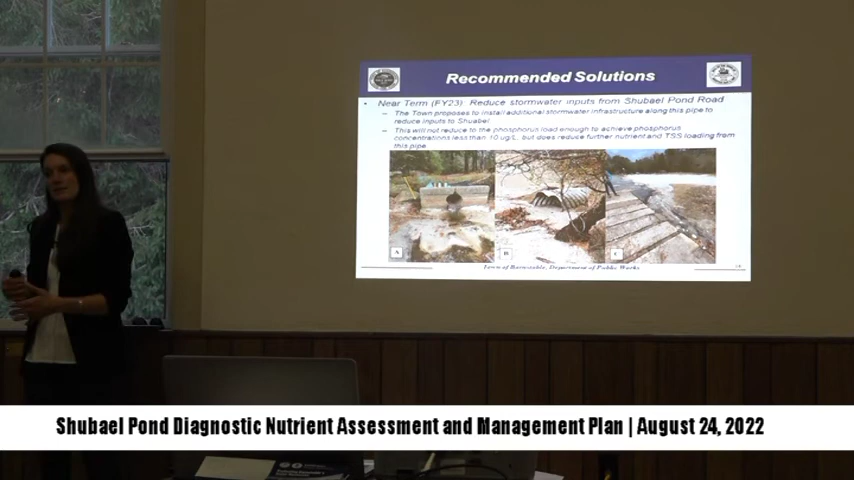 Recommended Solutions
• Near Term (FY23): Reduce stormwater inputs from Shubael Pond Road
– The Town proposes to install additional stormwater infrastructure along this pipe to
reduce inputs to Shuabel
– This will not reduce to the phosphorus load enough to achieve phosphorus
concentrations less than 10 ug/L, but does reduce further nutrient and TSS loading from
this pipe
A
B
C
Town of Barnstable, Department of Public Works
Shubael Pond Diagnostic Nutrient Assessment and Management Plan | August 24, 2022